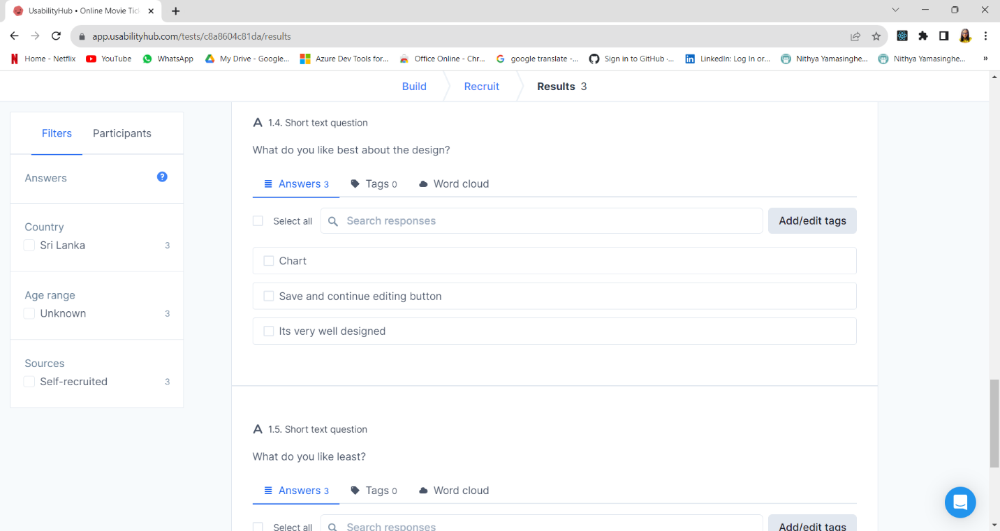 UsabilityHub • Online Movie Tic
app.usabilityhub.com/tests/c8a8604c81da/results
Home - Netflix YouTube WhatsApp My Drive - Google... Azure Dev Tools for... Office Online - Chr... google translate -... Sign in to GitHub ·... LinkedIn: Log In or... Nithya Yamasinghe... Nithya Yamasinghe... »
Build Recruit Results 3
Filters Participants
Answers ?
Country
Sri Lanka 3
Age range
Unknown 3
Sources
Self-recruited 3
A 1.4. Short text question
What do you like best about the design?
Answers 3 Tags 0 Word cloud
Select all Search responses Add/edit tags
Chart
Save and continue editing button
Its very well designed
A 1.5. Short text question
What do you like least?
Answers 3 Tags 0 Word cloud
Select all Search responses Add/edit tags